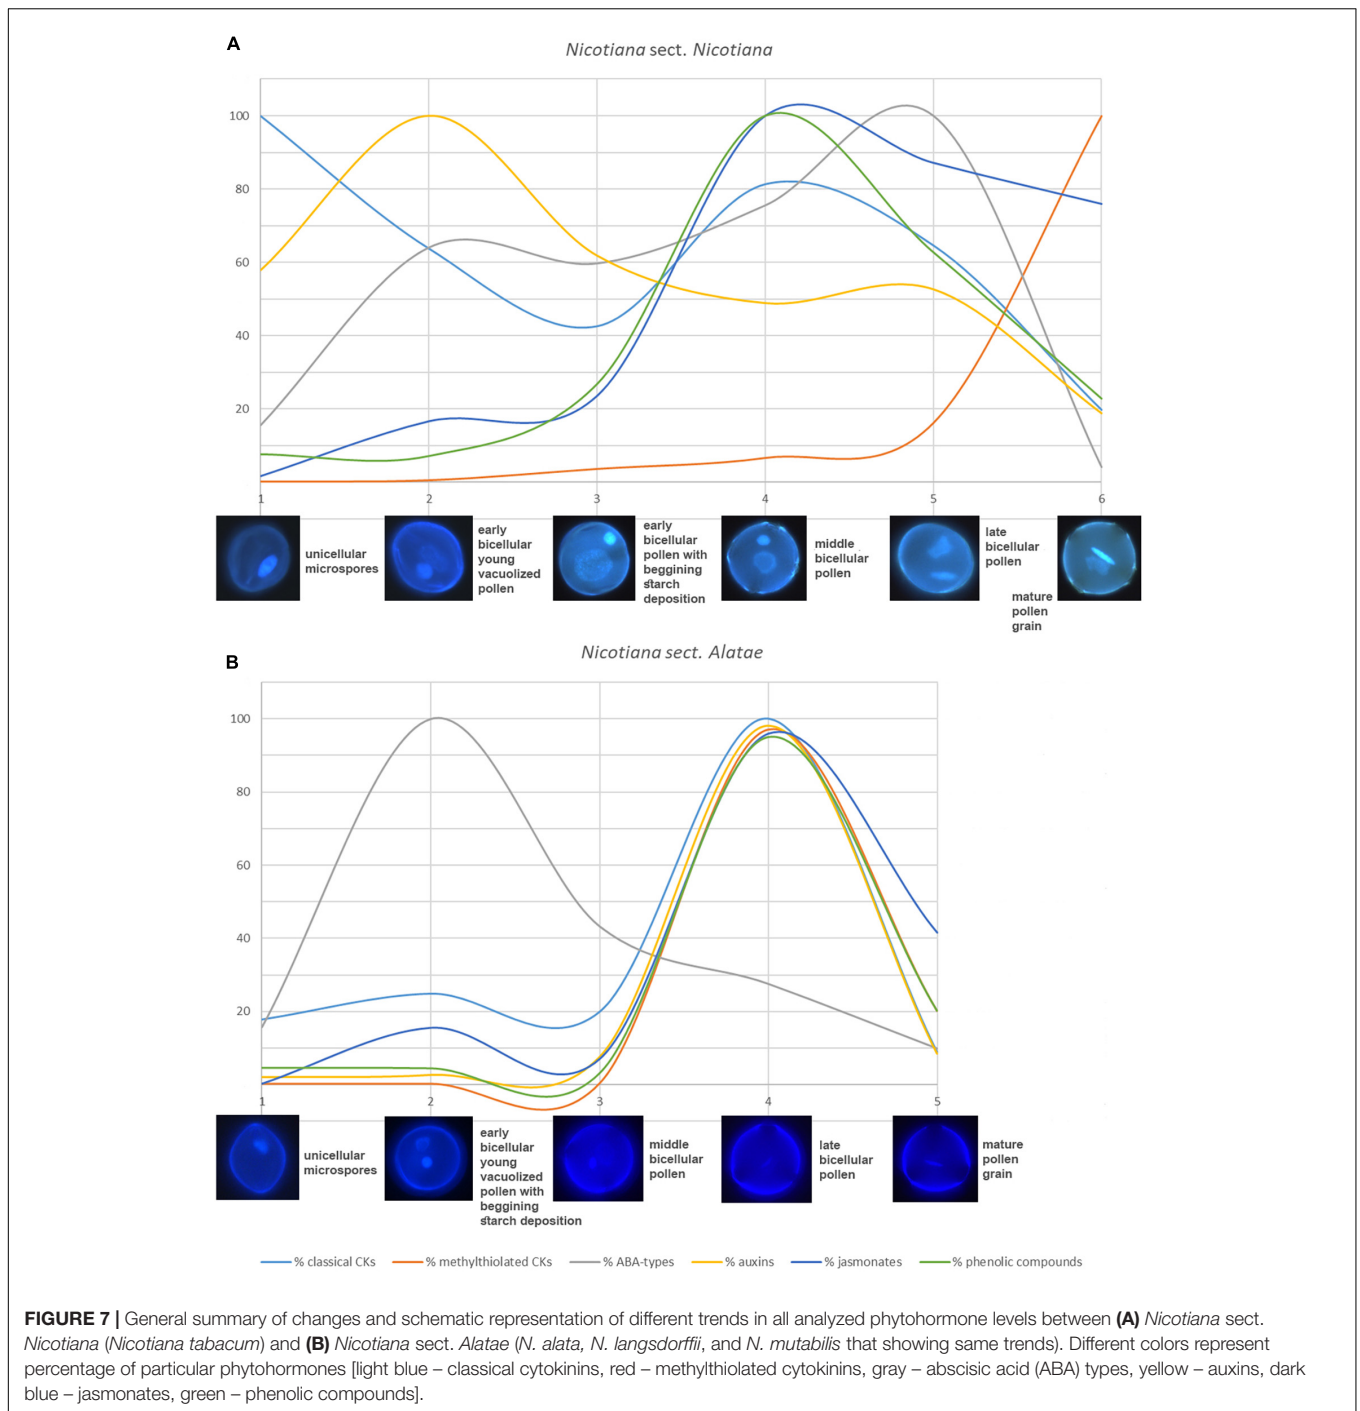 A
Nicotiana sect. Nicotiana
100
80
60
40
20
1 2 3 4 5 6
unicellular
microspores
early
bicellular
young
vacuolized
pollen
early
bicellular
pollen with
beggining
starch
deposition
middle
bicellular
pollen
late
bicellular
pollen
mature
pollen
grain
B
Nicotiana sect. Alatae
100
80
60
40
20
1 2 3 4 5
unicellular
microspores
early
bicellular
young
vacuolized
pollen with
beggining
starch deposition
middle
bicellular
pollen
late
bicellular
pollen
mature
pollen
grain
% classical CKs % methylthiolated CKs % ABA-types % auxins % jasmonates % phenolic compounds
FIGURE 7 | General summary of changes and schematic representation of different trends in all analyzed phytohormone levels between (A) Nicotiana sect.
Nicotiana (Nicotiana tabacum) and (B) Nicotiana sect. Alatae (N. alata, N. langsdorffii, and N. mutabilis that showing same trends). Different colors represent
percentage of particular phytohormones [light blue – classical cytokinins, red – methylthiolated cytokinins, gray – abscisic acid (ABA) types, yellow – auxins, dark
blue – jasmonates, green – phenolic compounds].